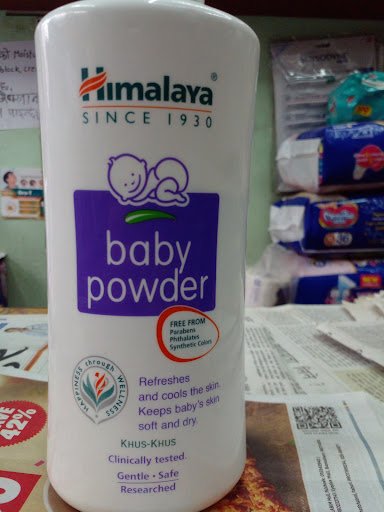 Himalaya
SINCE 1930
baby
powder
FREE FROM
Parabens
Phthalates
Synthetic Colors
HAPPINESS through WELLNESS
Refreshes
and cools the skin.
Keeps baby's skin
soft and dry.
KHUS-KHUS
Clinically tested.
Gentle • Safe
Researched
42%